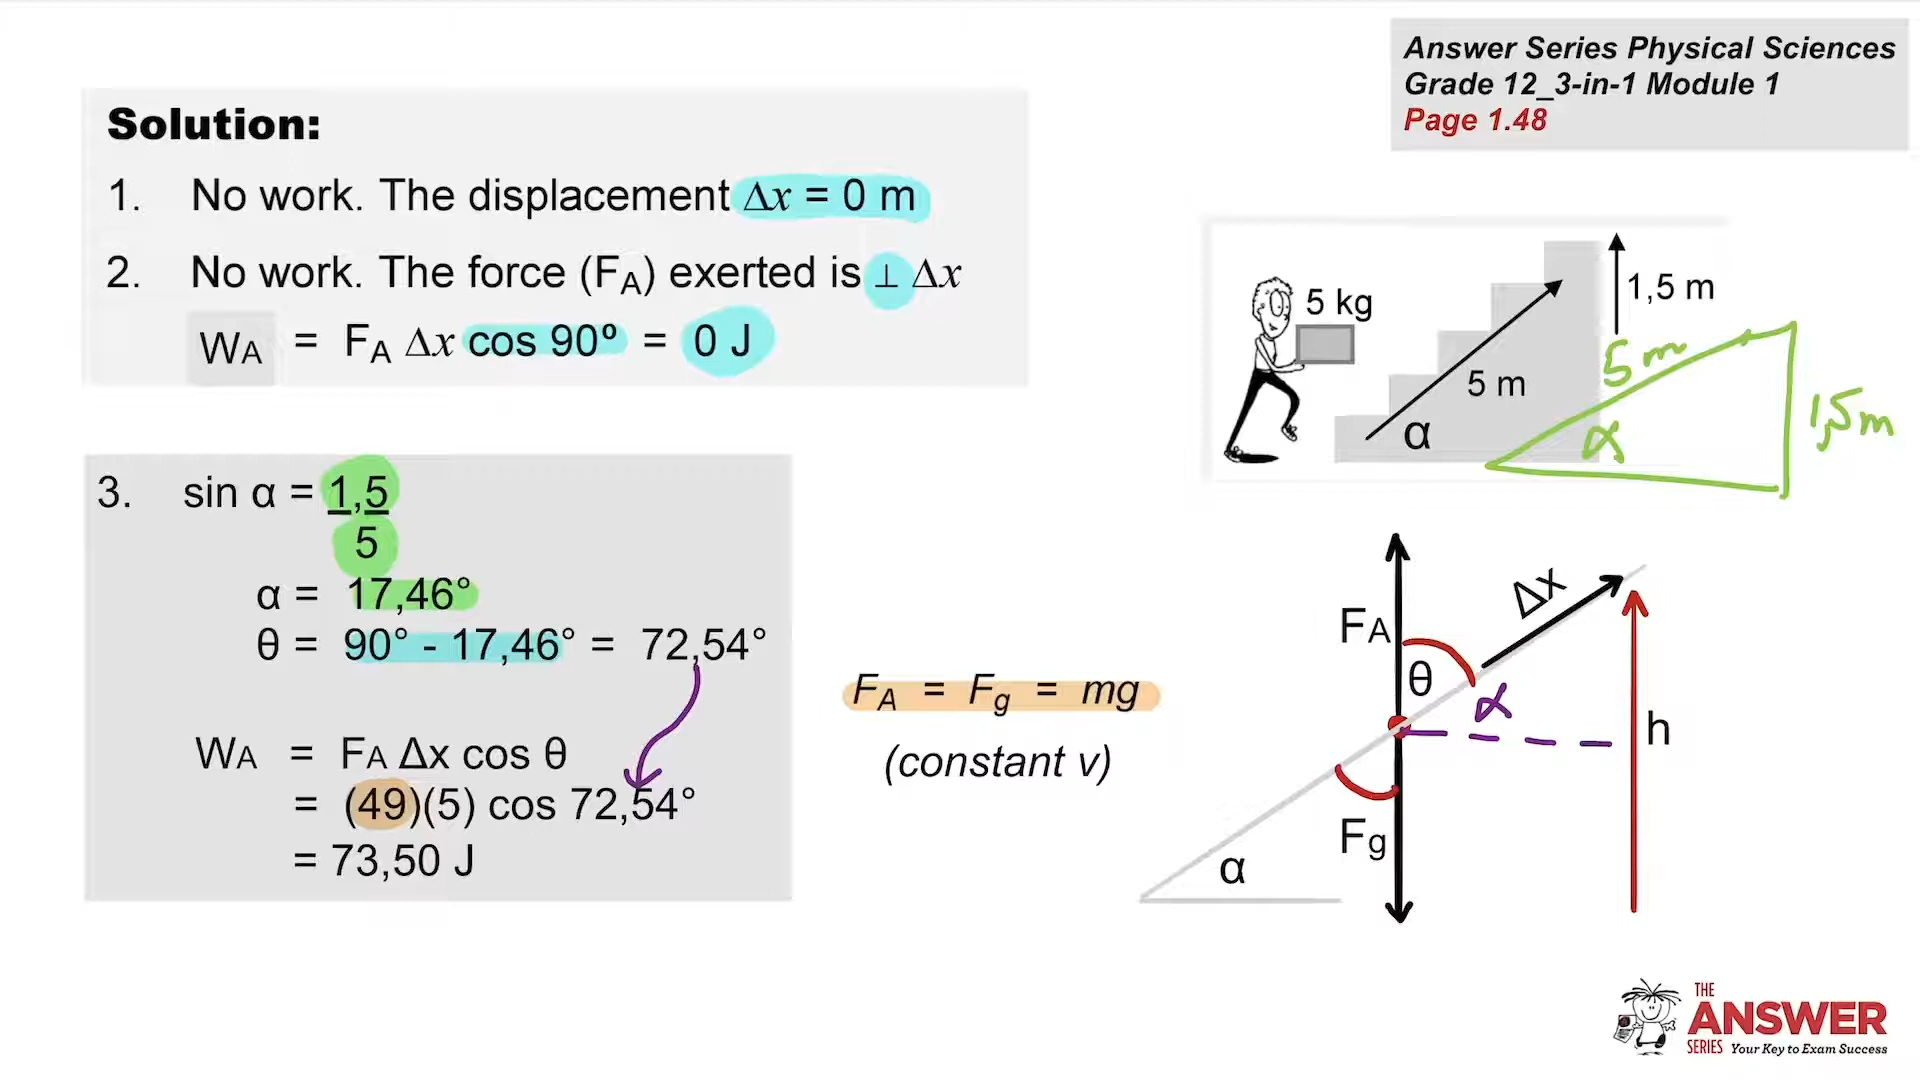 Answer Series Physical Sciences
Grade 12_3-in-1 Module 1
Page 1.48
Solution:
1. No work. The displacement Δx = 0 m
2. No work. The force (FA) exerted is ⊥ Δx
WA = FA Δx cos 90° = 0 J
5 kg
1,5 m
5 m
α
5 m
α
1,5m
3. sin α = 1,5
5
α = 17,46°
θ = 90° - 17,46° = 72,54°
WA = FA Δx cos θ
= (49)(5) cos 72,54°
= 73,50 J
FA = Fg = mg
(constant v)
FA
Δx
θ
α
h
Fg
α
THE
ANSWER
SERIES Your Key to Exam Success